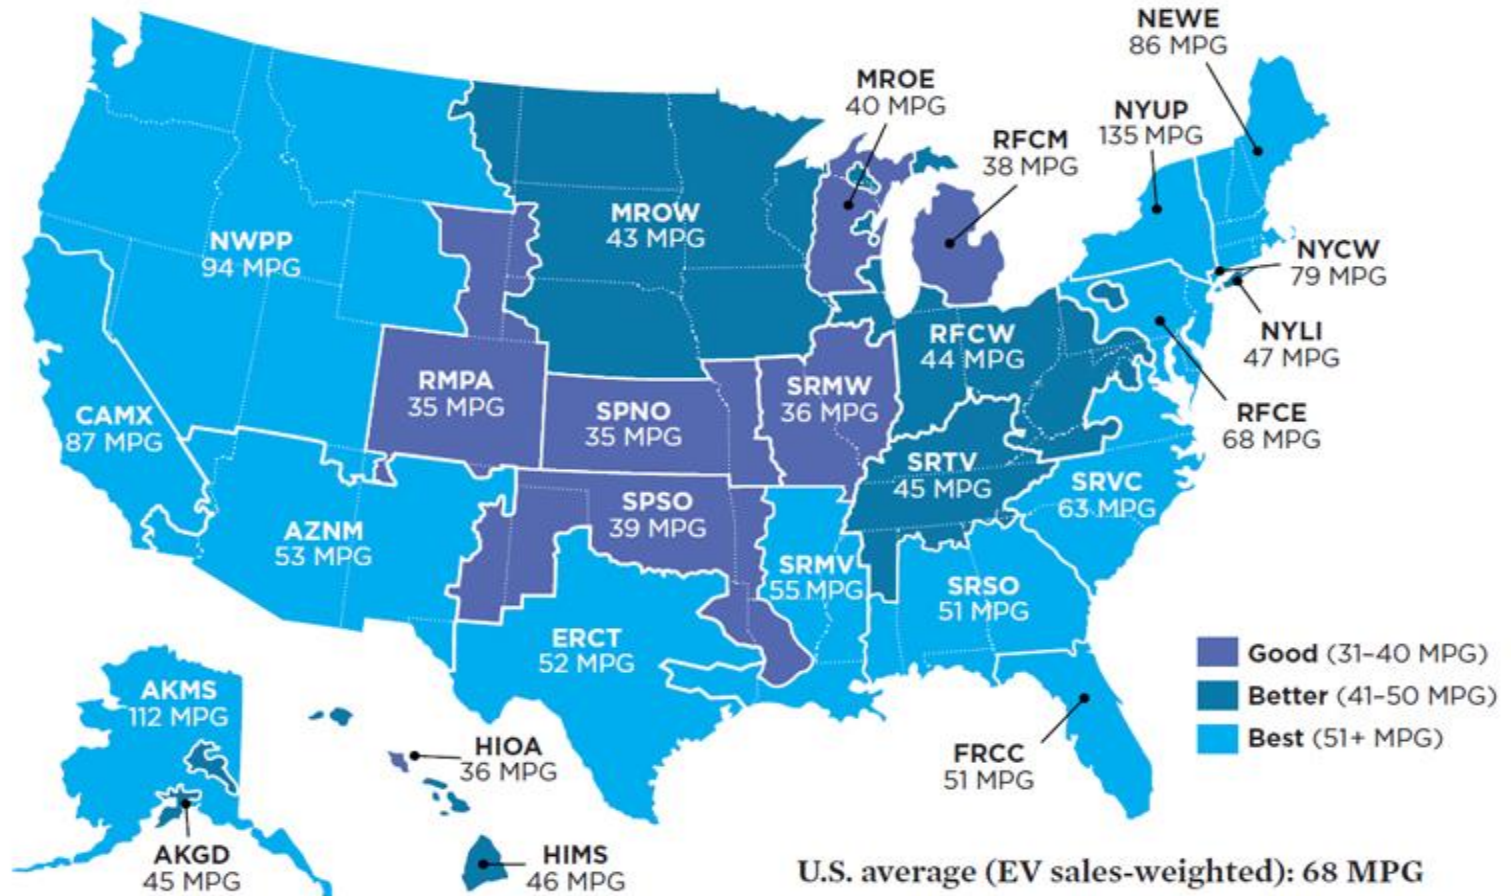 NEWE
86 MPG
MROE
40 MPG
NYUP
135 MPG
RFCM
38 MPG
MROW
43 MPG
NWPP
94 MPG
NYCW
79 MPG
NYLI
47 MPG
RFCW
44 MPG
RMPA
35 MPG
SRMW
36 MPG
SPNO
35 MPG
CAMX
87 MPG
RFCE
68 MPG
SRTV
45 MPG
SRVC
63 MPG
SPSO
39 MPG
AZNM
53 MPG
SRMV
55 MPG
SRSO
51 MPG
ERCT
52 MPG
Good (31–40 MPG)
Better (41–50 MPG)
Best (51+ MPG)
AKMS
112 MPG
HIOA
36 MPG
FRCC
51 MPG
AKGD
45 MPG
HIMS
46 MPG
U.S. average (EV sales-weighted): 68 MPG